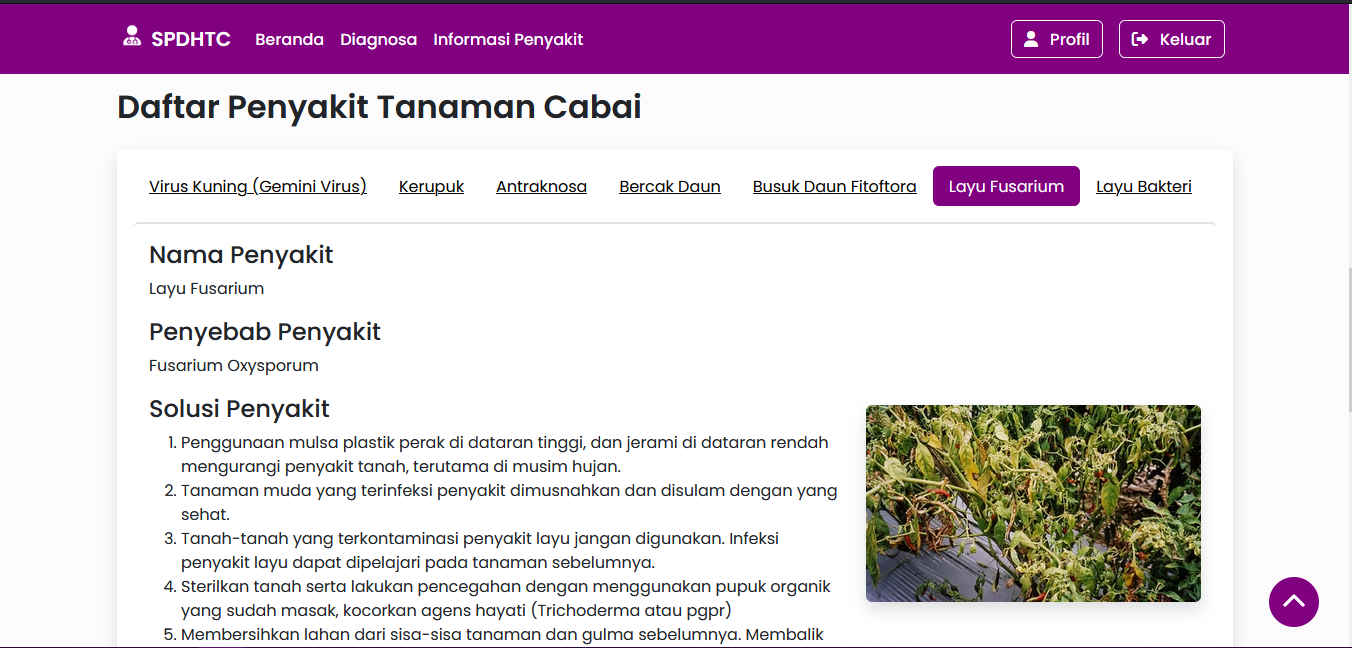 SPDHTC Beranda Diagnosa Informasi Penyakit Profil Keluar
Daftar Penyakit Tanaman Cabai
Virus Kuning (Gemini Virus) Kerupuk Antraknosa Bercak Daun Busuk Daun Fitoftora Layu Fusarium Layu Bakteri
Nama Penyakit
Layu Fusarium
Penyebab Penyakit
Fusarium Oxysporum
Solusi Penyakit
1. Penggunaan mulsa plastik perak di dataran tinggi, dan jerami di dataran rendah
mengurangi penyakit tanah, terutama di musim hujan.
2. Tanaman muda yang terinfeksi penyakit dimusnahkan dan disulam dengan yang
sehat.
3. Tanah-tanah yang terkontaminasi penyakit layu jangan digunakan. Infeksi
penyakit layu dapat dipelajari pada tanaman sebelumnya.
4. Sterilkan tanah serta lakukan pencegahan dengan menggunakan pupuk organik
yang sudah masak, kocorkan agens hayati (Trichoderma atau pgpr)
5. Membersihkan lahan dari sisa-sisa tanaman dan gulma sebelumnya. Membalik